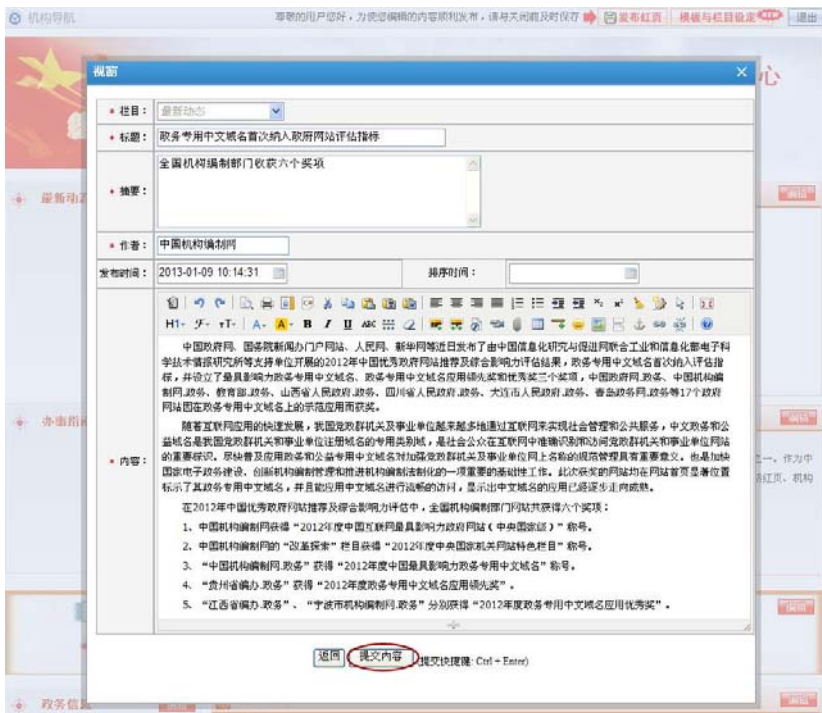 机构导航
尊敬的用户您好，为使您编辑的内容顺利发布，请与关闭前及时保存
发布红页
模板与栏目设定
退出
心
视窗
栏目：
最新动态
标题：
政务专用中文域名首次纳入政府网站评估指标
摘要：
全国机构编制部门收获六个奖项
作者：
中国机构编制网
发布时间：
2013-01-09 10:14:31
排序时间：
内容：
中国政府网、国务院新闻办门户网站、人民网、新华网等近日发布了由中国信息化研究与促进网联合工业和信息化部电子科
学技术情报研究所等支持单位开展的2012年中国优秀政府网站推荐及综合影响力评估结果，政务专用中文域名首次纳入评估指
标，并设立了最具影响力政务专用中文域名、政务专用中文域名应用领先奖和优秀奖三个奖项，中国政府网.政务、中国机构编
制网.政务、教育部.政务、山西省人民政府.政务、四川省人民政府.政务、大连市人民政府.政务、青岛政务网.政务等17个政府
网站因在政务专用中文域名上的示范应用而获奖。
随着互联网应用的快速发展，我国党政群机关及事业单位越来越多地通过互联网来实现社会管理和公共服务，中文政务和公
益域名是我国党政群机关和事业单位注册域名的专用类别域，是社会公众在互联网中准确识别和访问党政群机关和事业单位网站
的重要标识。尽快普及应用政务和公益专用中文域名对加强党政群机关及事业单位网上名称的规范管理具有重要意义，也是加快
国家电子政务建设、创新机构编制管理和推进机构编制法制化的一项重要的基础性工作。此次获奖的网站均在网站首页显著位置
标示了其政务专用中文域名，并且能应用中文域名进行流畅的访问，显示出中文域名的应用已经逐步走向成熟。
在2012年中国优秀政府网站推荐及综合影响力评估中，全国机构编制部门网站共获得六个奖项：
1、中国机构编制网获得“2012年度中国互联网最具影响力政府网站(中央国家级)”称号。
2、中国机构编制网的“改革探索”栏目获得“2012年度中央国家机关网站特色栏目”称号。
3、“中国机构编制网.政务”获得“2012年度中国最具影响力政务专用中文域名”称号。
4、“贵州省编办.政务”获得“2012年度政务专用中文域名应用领先奖”。
5、“江西省编办.政务”、“宁波市机构编制网.政务”分别获得“2012年度政务专用中文域名应用优秀奖”。
返回
提交内容
(提交快捷键: Ctrl + Enter)
最新动态
编辑
办事指南
编辑
之一。作为中
红页、机构
编辑
政务信息
编辑